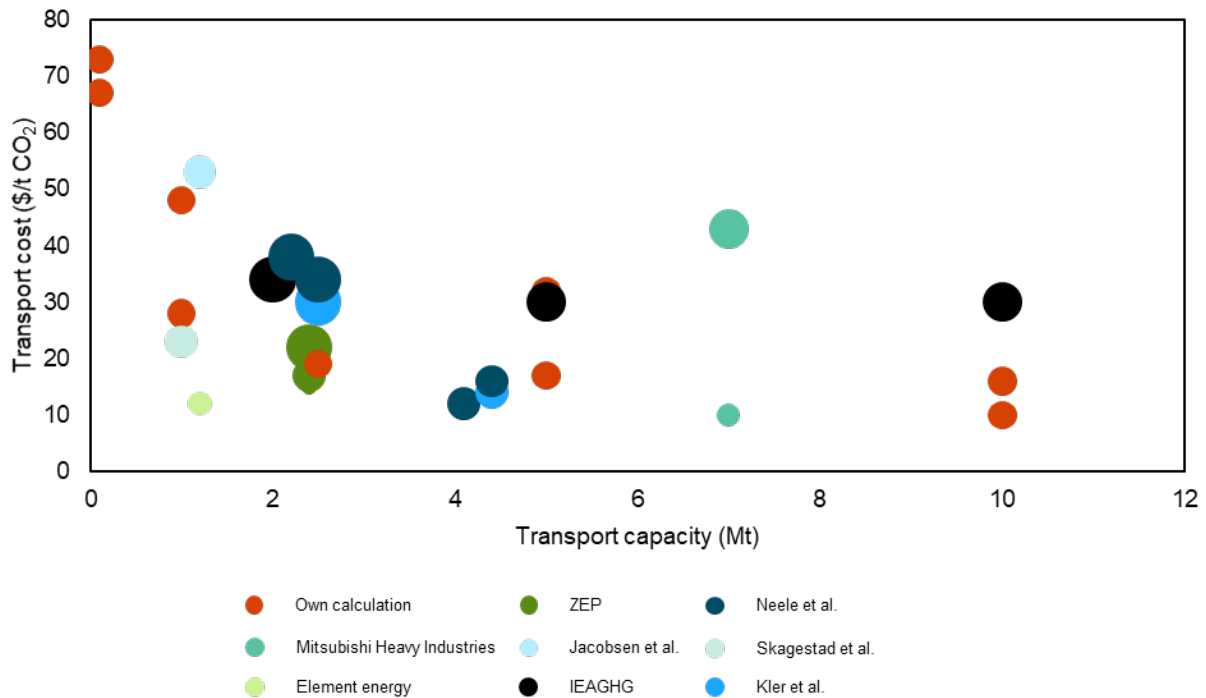 80
70
60
50
40
30
20
10
0
Transport cost ($/t CO₂)
0 2 4 6 8 10 12
Transport capacity (Mt)
Own calculation ZEP Neele et al.
Mitsubishi Heavy Industries Jacobsen et al. Skagestad et al.
Element energy IEAGHG Kler et al.